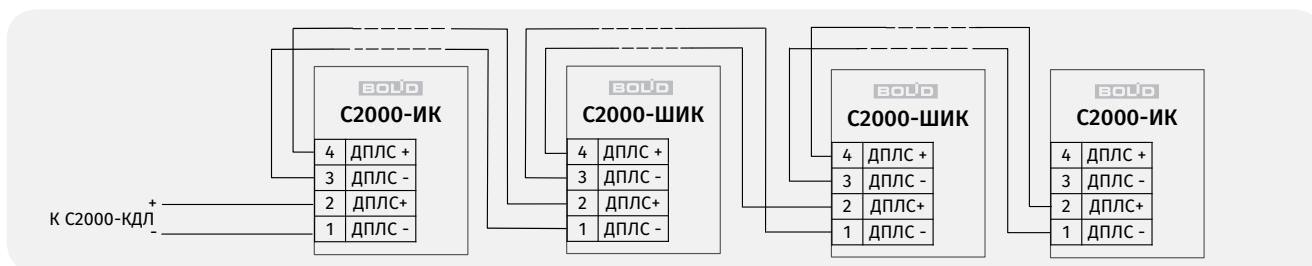 BOLID
С2000-ИК
4 ДПЛС +
3 ДПЛС -
2 ДПЛС+
1 ДПЛС -
+
К С2000-КДЛ
-
BOLID
С2000-ШИК
4 ДПЛС +
3 ДПЛС -
2 ДПЛС+
1 ДПЛС -
BOLID
С2000-ШИК
4 ДПЛС +
3 ДПЛС -
2 ДПЛС+
1 ДПЛС -
BOLID
С2000-ИК
4 ДПЛС +
3 ДПЛС -
2 ДПЛС+
1 ДПЛС -